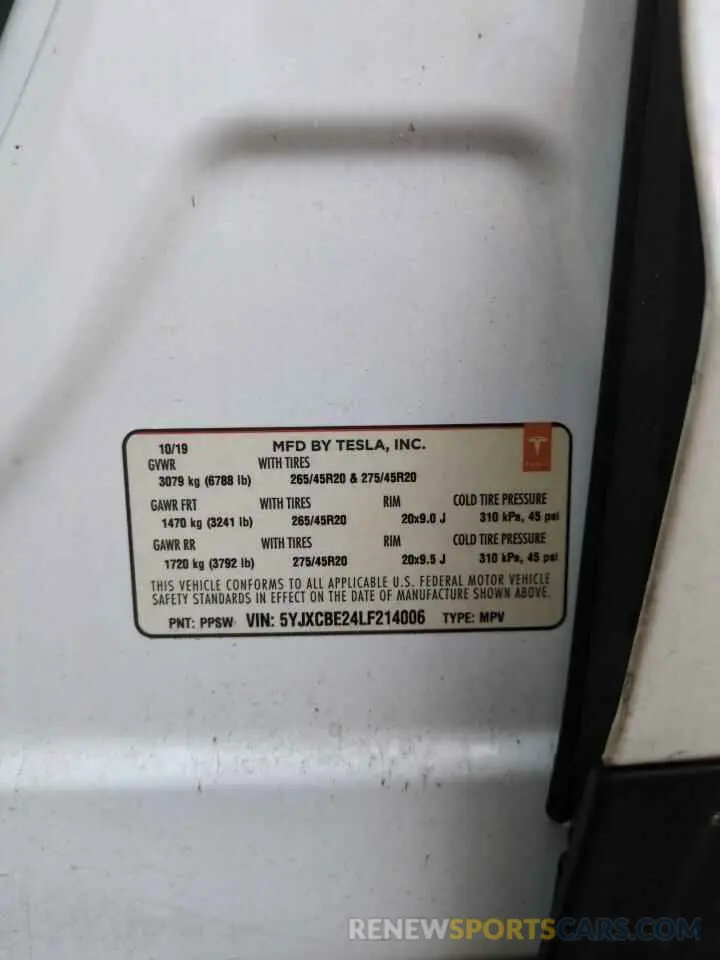 10/19 MFD BY TESLA, INC.
GVWR WITH TIRES
3079 kg (6788 lb) 265/45R20 & 275/45R20
GAWR FRT WITH TIRES RIM COLD TIRE PRESSURE
1470 kg (3241 lb) 265/45R20 20x9.0 J 310 kPa, 45 psi
GAWR RR WITH TIRES RIM COLD TIRE PRESSURE
1720 kg (3792 lb) 275/45R20 20x9.5 J 310 kPa, 45 psi
THIS VEHICLE CONFORMS TO ALL APPLICABLE U.S. FEDERAL MOTOR VEHICLE
SAFETY STANDARDS IN EFFECT ON THE DATE OF MANUFACTURE SHOWN ABOVE.
PNT: PPSW VIN: 5YJXCBE24LF214006 TYPE: MPV
RENEWSPORTSCARS.COM